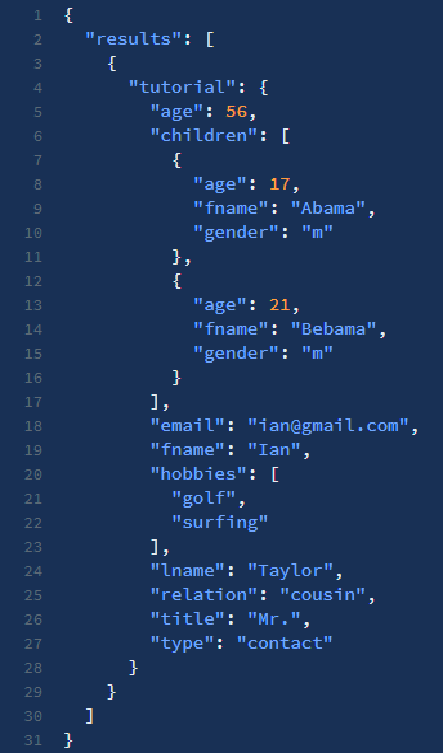 1 {
2   "results": [
3     {
4       "tutorial": {
5         "age": 56,
6         "children": [
7           {
8             "age": 17,
9             "fname": "Abama",
10             "gender": "m"
11           },
12           {
13             "age": 21,
14             "fname": "Bebama",
15             "gender": "m"
16           }
17         ],
18         "email": "ian@gmail.com",
19         "fname": "Ian",
20         "hobbies": [
21           "golf",
22           "surfing"
23         ],
24         "lname": "Taylor",
25         "relation": "cousin",
26         "title": "Mr.",
27         "type": "contact"
28       }
29     }
30   ]
31 }